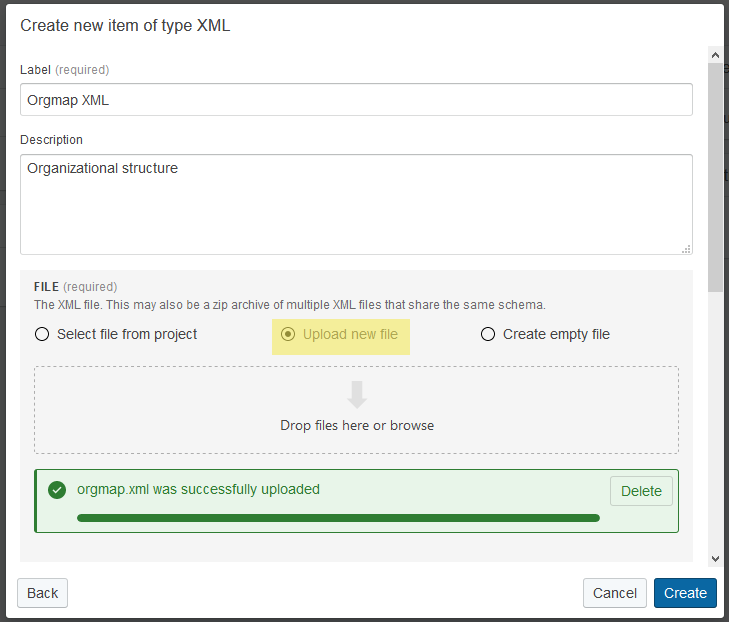 Create new item of type XML
Label (required)
Orgmap XML
Description
Organizational structure
FILE (required)
The XML file. This may also be a zip archive of multiple XML files that share the same schema.
Select file from project Upload new file Create empty file
Drop files here or browse
orgmap.xml was successfully uploaded Delete
Back Cancel Create